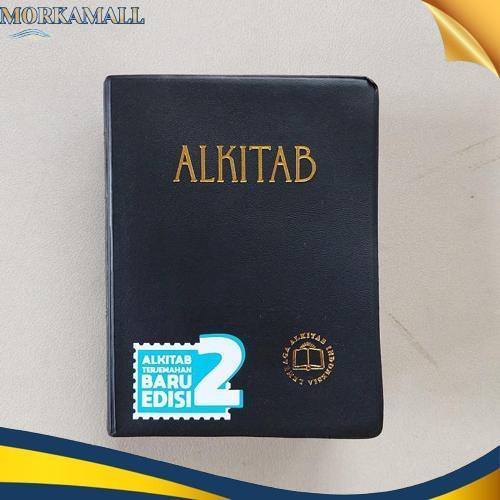 MORKAMALL
ALKITAB
ALKITAB
TERJEMAHAN
BARU
EDISI
2
LEMBAGA ALKITAB INDONESIA